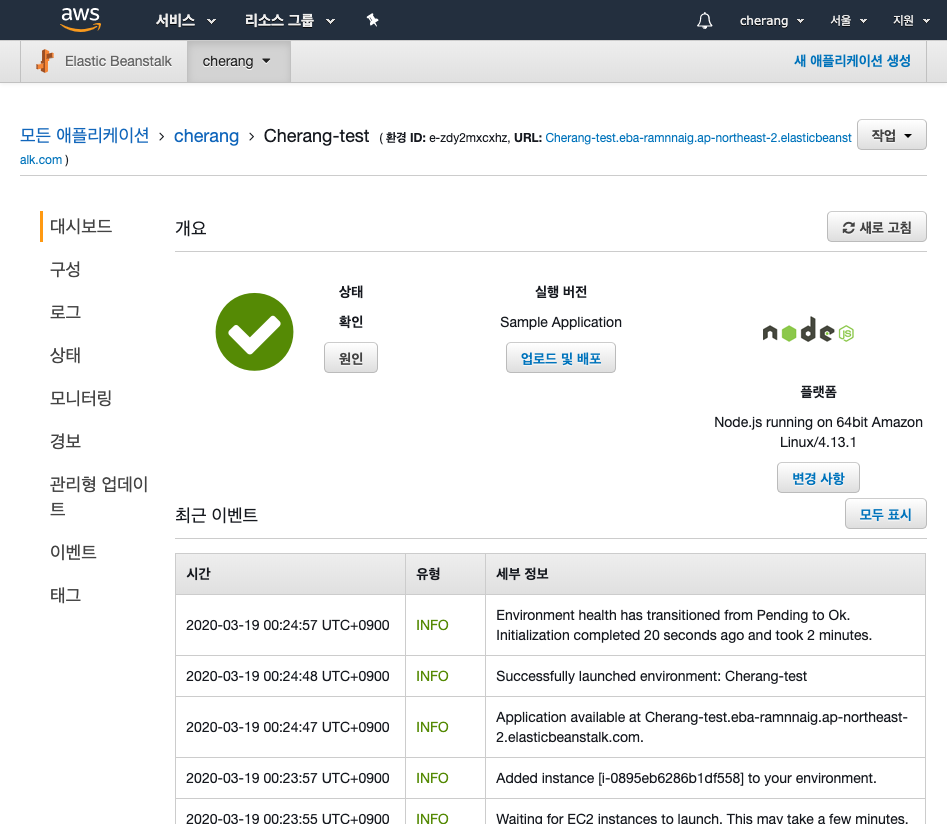 aws 서비스 리소스 그룹 cherang 서울 지원
Elastic Beanstalk cherang 새 애플리케이션 생성
모든 애플리케이션 › cherang › Cherang-test ( 환경 ID: e-zdy2mxcxhz, URL: Cherang-test.eba-ramnnaig.ap-northeast-2.elasticbeanst 작업
alk.com )
대시보드
구성
로그
상태
모니터링
경보
관리형 업데이
트
이벤트
태그
개요 새로 고침
상태
확인
원인
실행 버전
Sample Application
업로드 및 배포
node JS
플랫폼
Node.js running on 64bit Amazon
Linux/4.13.1
변경 사항
최근 이벤트 모두 표시
시간 유형 세부 정보
2020-03-19 00:24:57 UTC+0900 INFO Environment health has transitioned from Pending to Ok.
Initialization completed 20 seconds ago and took 2 minutes.
2020-03-19 00:24:48 UTC+0900 INFO Successfully launched environment: Cherang-test
2020-03-19 00:24:47 UTC+0900 INFO Application available at Cherang-test.eba-ramnnaig.ap-northeast-
2.elasticbeanstalk.com.
2020-03-19 00:23:57 UTC+0900 INFO Added instance [i-0895eb6286b1df558] to your environment.
2020-03-19 00:23:55 UTC+0900 INFO Waiting for EC2 instances to launch. This may take a few minutes.